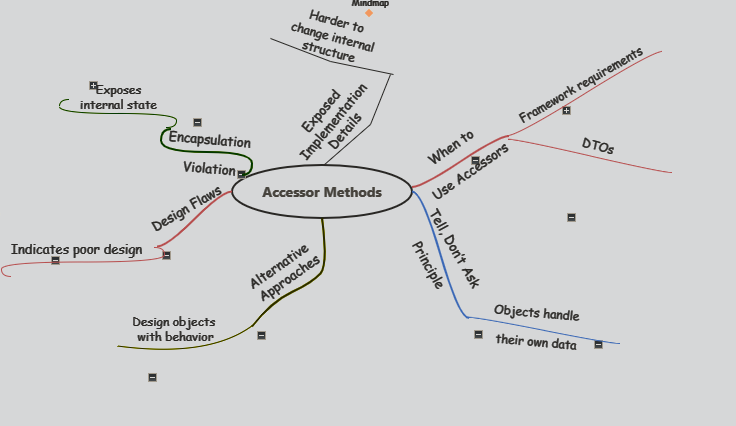 Mindmap
Harder to
change internal
structure
Exposed
Implementation
Details
Framework requirements
When to
Use Accessors
DTOs
Exposes
internal state
Encapsulation
Violation
Accessor Methods
Design Flaws
Indicates poor design
Tell, Don't Ask
Principle
Alternative
Approaches
Objects handle
their own data
Design objects
with behavior